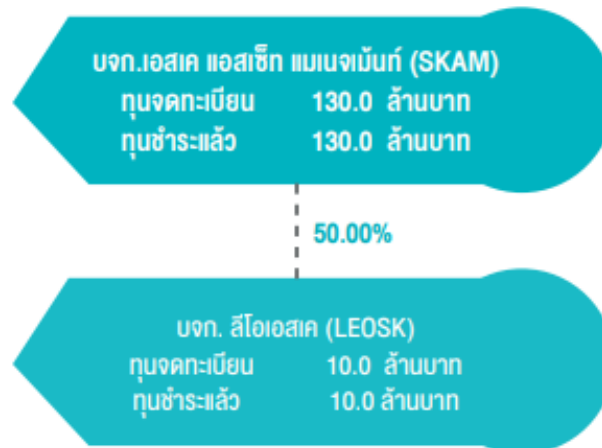 บจก.เอสเค แอสเซ็ท แมเนจเม้นท์ (SKAM)
ทุนจดทะเบียน 130.0 ล้านบาท
ทุนชำระแล้ว 130.0 ล้านบาท
50.00%
บจก. ลีโอเอสเค (LEOSK)
ทุนจดทะเบียน 10.0 ล้านบาท
ทุนชำระแล้ว 10.0 ล้านบาท